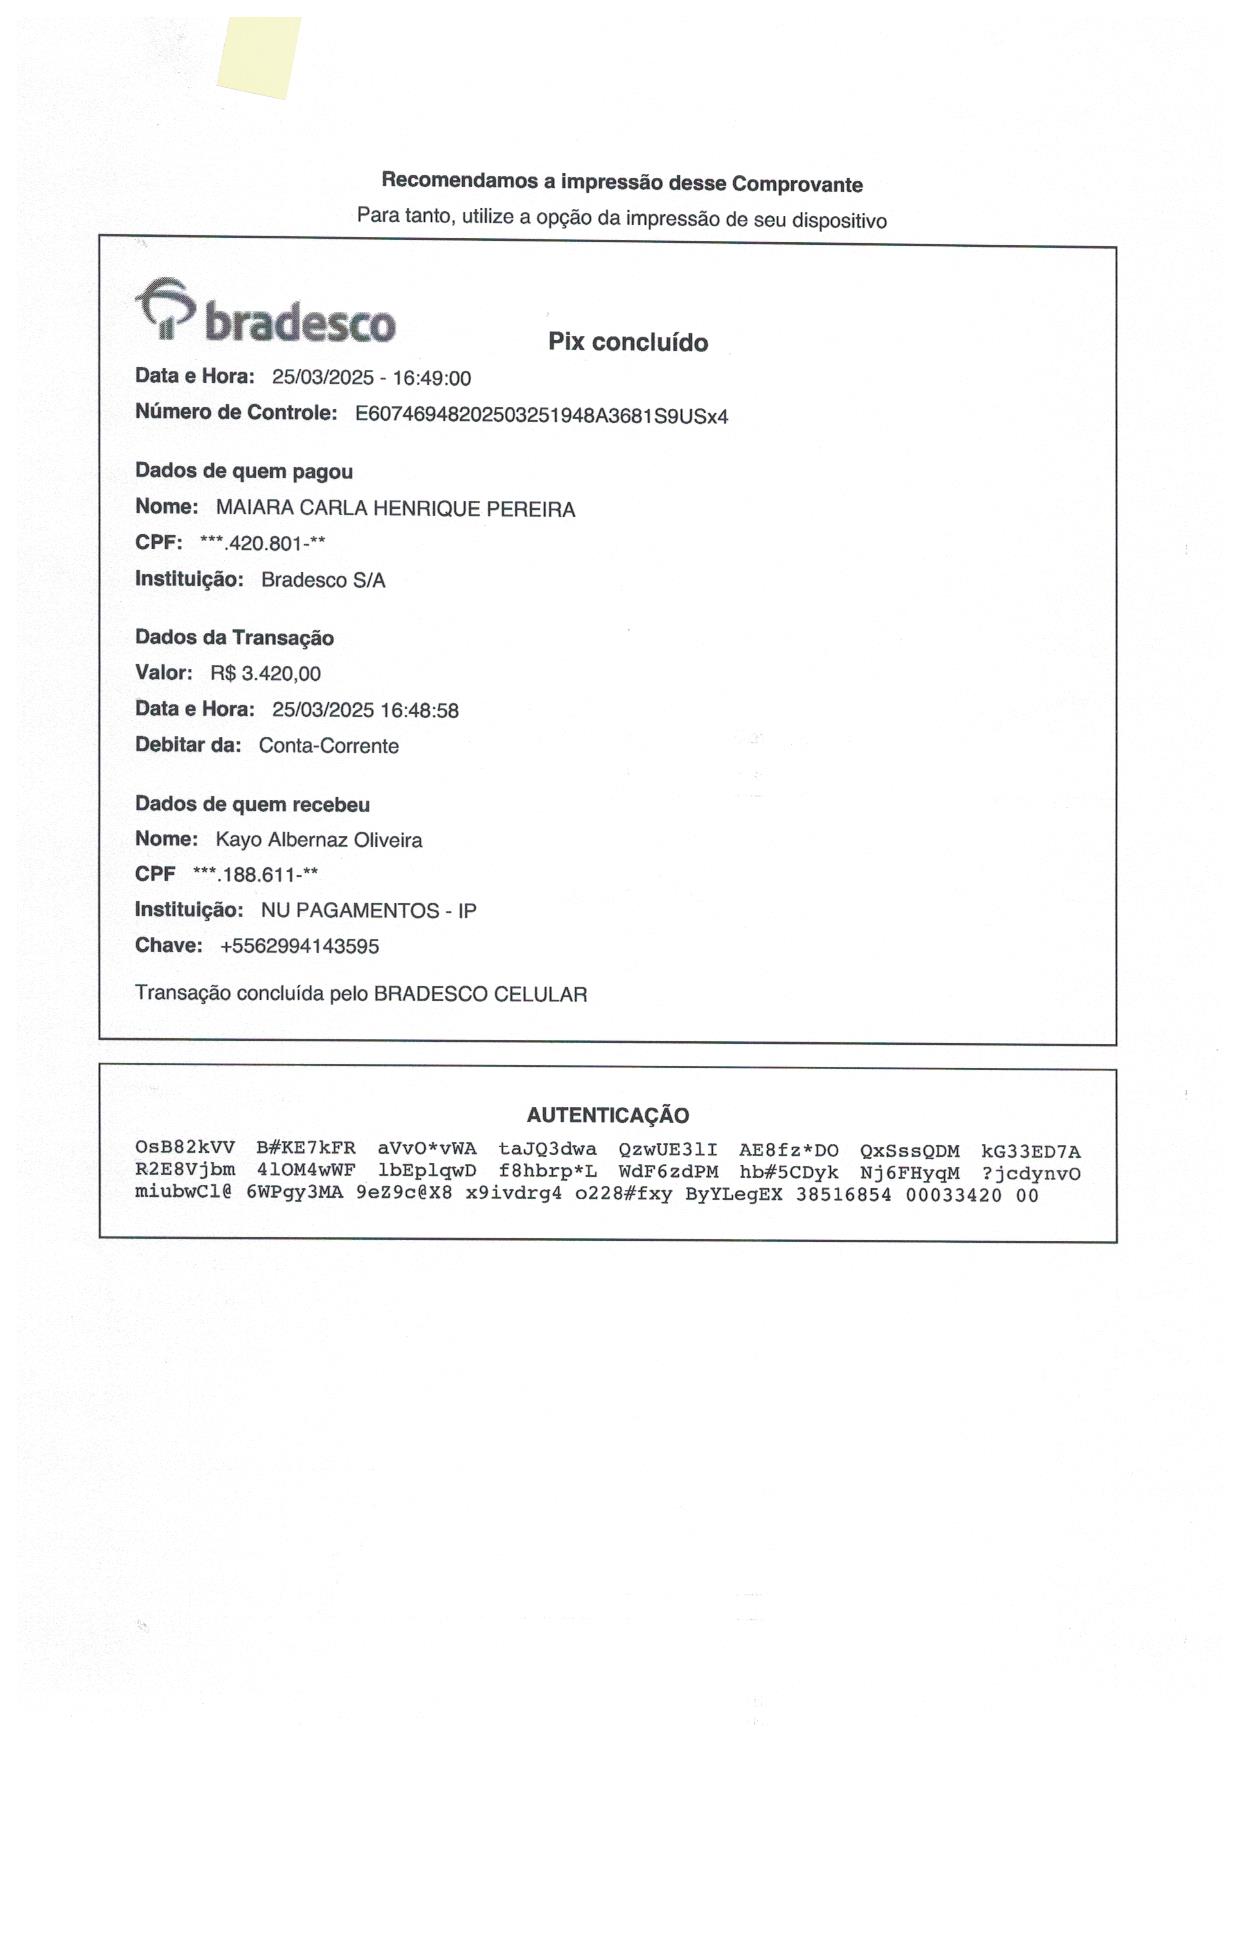 Recomendamos a impressão desse Comprovante
Para tanto, utilize a opção da impressão de seu dispositivo
bradesco
Pix concluído
Data e Hora: 25/03/2025 - 16:49:00
Número de Controle: E60746948202503251948A3681S9USx4
Dados de quem pagou
Nome: MAIARA CARLA HENRIQUE PEREIRA
CPF: ***.420.801-**
Instituição: Bradesco S/A
Dados da Transação
Valor: R$ 3.420,00
Data e Hora: 25/03/2025 16:48:58
Debitar da: Conta-Corrente
Dados de quem recebeu
Nome: Kayo Albernaz Oliveira
CPF ***.188.611-**
Instituição: NU PAGAMENTOS - IP
Chave: +5562994143595
Transação concluída pelo BRADESCO CELULAR
AUTENTICAÇÃO
OsB82kVV B#KE7kFR aVvO*vWA taJQ3dwa QzwUE3lI AE8fz*DO QxSssQDM kG33ED7A
R2E8Vjbm 4lOM4wWF lbEplqwD f8hbrp*L WdF6zdPM hb#5CDyk Nj6FHyqM ?jcdynvO
miubwCl@ 6WPgy3MA 9eZ9c@X8 x9ivdrg4 o228#fxy ByYLegEX 38516854 00033420 00